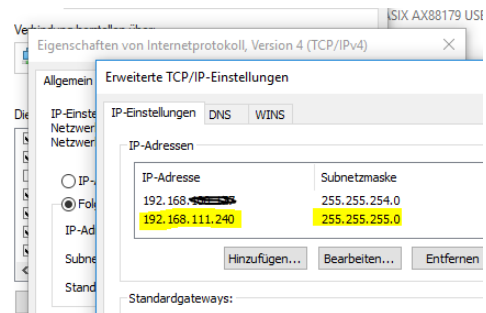 ASIX AX88179 USB
Verbindung herstellen über:
Eigenschaften von Internetprotokoll, Version 4 (TCP/IPv4)
Allgemein
Erweiterte TCP/IP-Einstellungen
Die
IP-Einste
Netzwer
Netzwer
IP-Einstellungen DNS WINS
IP-Adressen
IP-Adresse Subnetzmaske
IP-
192.168. 255.255.254.0
Folg
192.168.111.240 255.255.255.0
IP-Ad
Subne
Hinzufügen... Bearbeiten... Entfernen
Stand
Standardgateways: